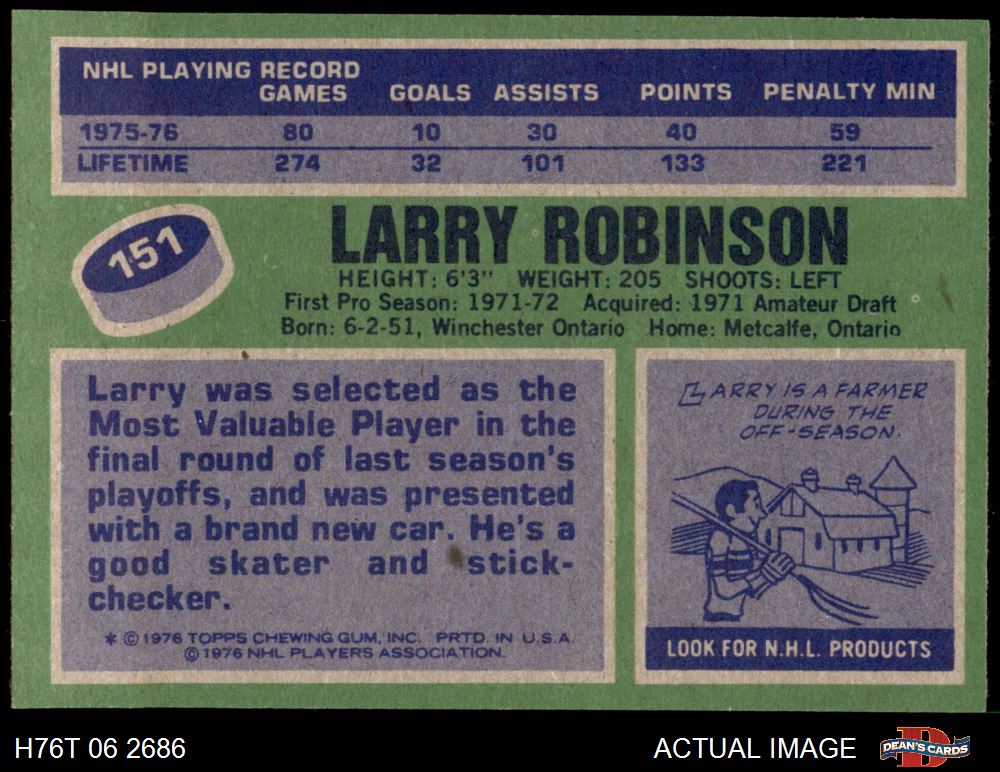 NHL PLAYING RECORD
GAMES GOALS ASSISTS POINTS PENALTY MIN
1975-76 80 10 30 40 59
LIFETIME 274 32 101 133 221
151
LARRY ROBINSON
HEIGHT: 6'3" WEIGHT: 205 SHOOTS: LEFT
First Pro Season: 1971-72 Acquired: 1971 Amateur Draft
Born: 6-2-51, Winchester Ontario Home: Metcalfe, Ontario
Larry was selected as the
Most Valuable Player in the
final round of last season's
playoffs, and was presented
with a brand new car. He's a
good skater and stick-
checker.
* © 1976 TOPPS CHEWING GUM, INC. PRTD. IN U.S.A.
© 1976 NHL PLAYERS ASSOCIATION.
LARRY IS A FARMER
DURING THE
OFF-SEASON.
LOOK FOR N.H.L. PRODUCTS
H76T 06 2686
ACTUAL IMAGE
D
DEAN'S CARDS